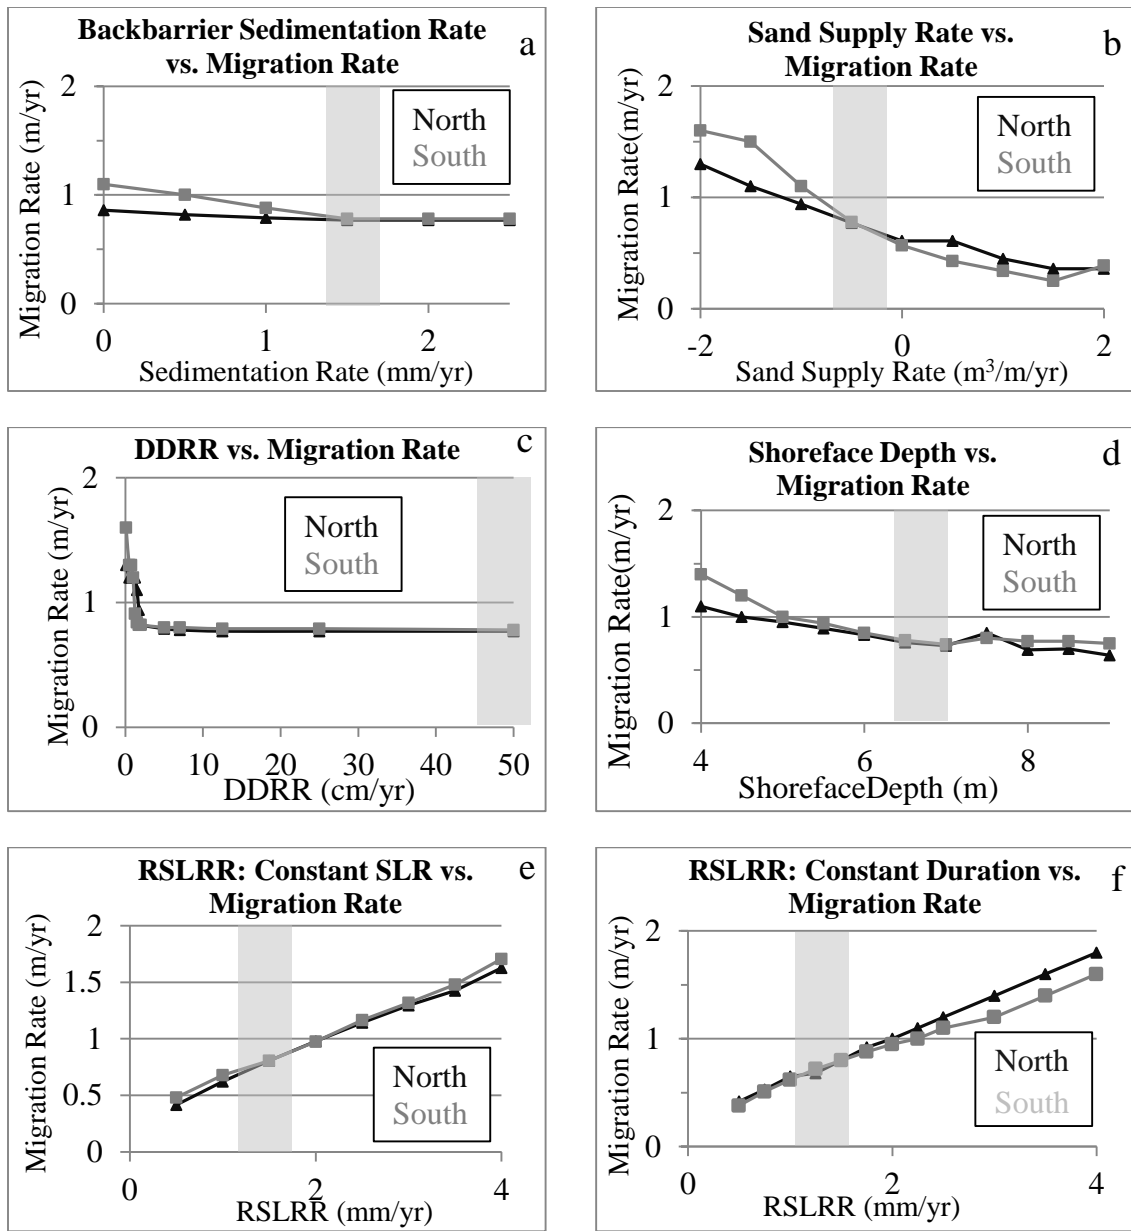 Backbarrier Sedimentation Rate
vs. Migration Rate
a
Migration Rate (m/yr)
2
1
0
North
South
0 1 2
Sedimentation Rate (mm/yr)
Sand Supply Rate vs.
Migration Rate
b
Migration Rate(m/yr)
2
1
0
North
South
-2 0 2
Sand Supply Rate (m³/m/yr)
DDRR vs. Migration Rate
c
Migration Rate (m/yr)
2
1
0
North
South
0 10 20 30 40 50
DDRR (cm/yr)
Shoreface Depth vs.
Migration Rate
d
Migration Rate(m/yr)
2
1
0
North
South
4 6 8
ShorefaceDepth (m)
RSLRR: Constant SLR vs.
Migration Rate
e
Migration Rate (m/yr)
2
1.5
1
0.5
0
North
South
0 2 4
RSLRR (mm/yr)
RSLRR: Constant Duration vs.
Migration Rate
f
Migration Rate (m/yr)
2
1
0
North
South
0 2 4
RSLRR (mm/yr)